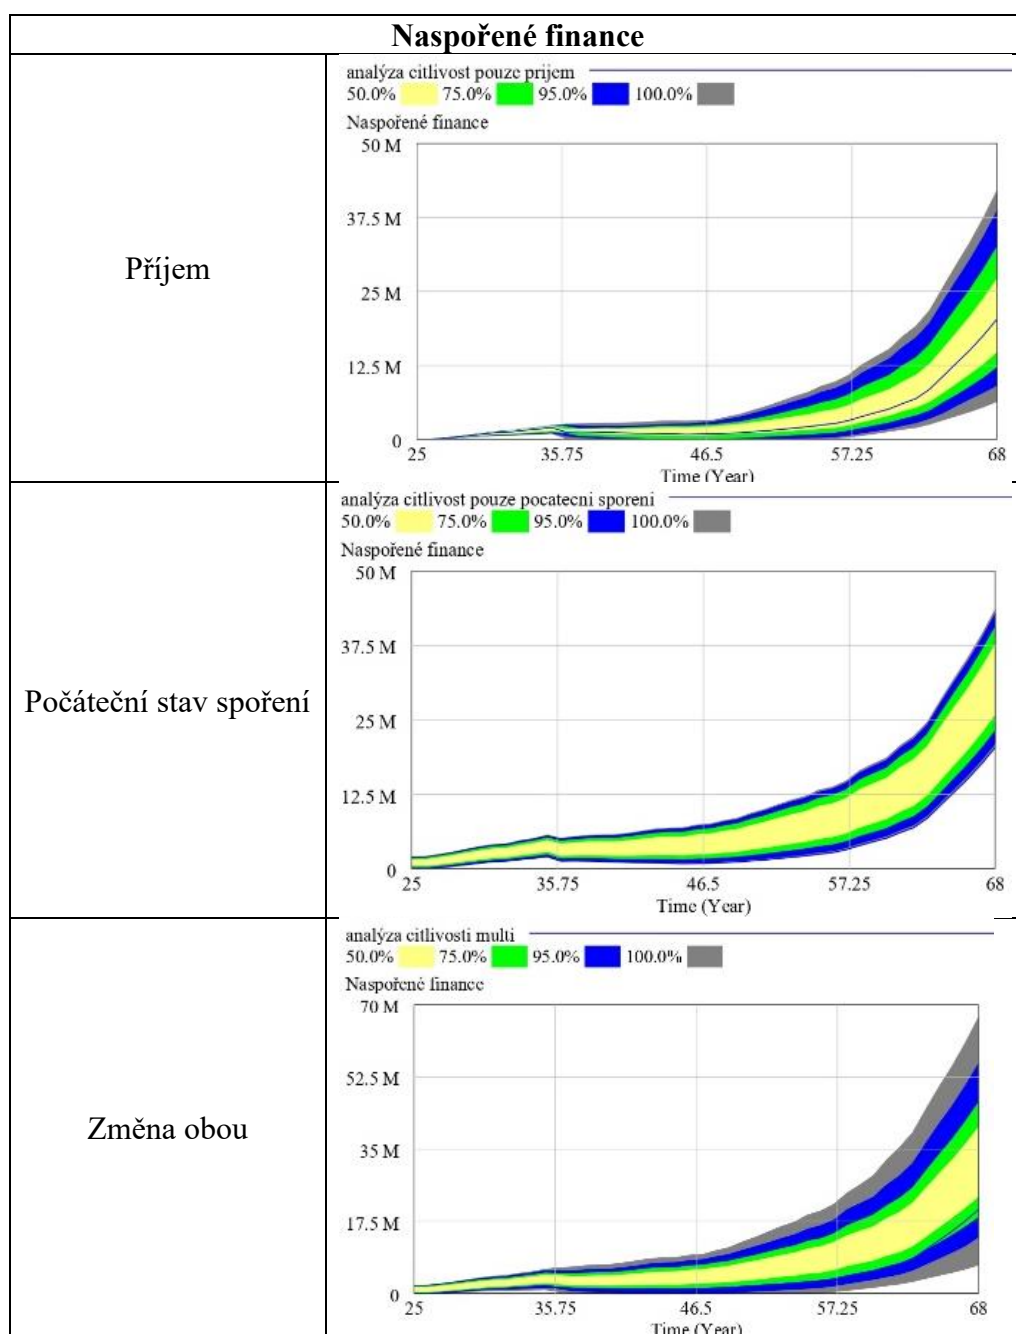 Naspořené finance
Příjem
analýza citlivost pouze prijem
50.0% 75.0% 95.0% 100.0%
Naspořené finance
50 M
37.5 M
25 M
12.5 M
0
25 35.75 46.5 57.25 68
Time (Year)
Počáteční stav spoření
analýza citlivost pouze pocatecni sporeni
50.0% 75.0% 95.0% 100.0%
Naspořené finance
50 M
37.5 M
25 M
12.5 M
0
25 35.75 46.5 57.25 68
Time (Year)
Změna obou
analýza citlivosti multi
50.0% 75.0% 95.0% 100.0%
Naspořené finance
70 M
52.5 M
35 M
17.5 M
0
25 35.75 46.5 57.25 68
Time (Year)